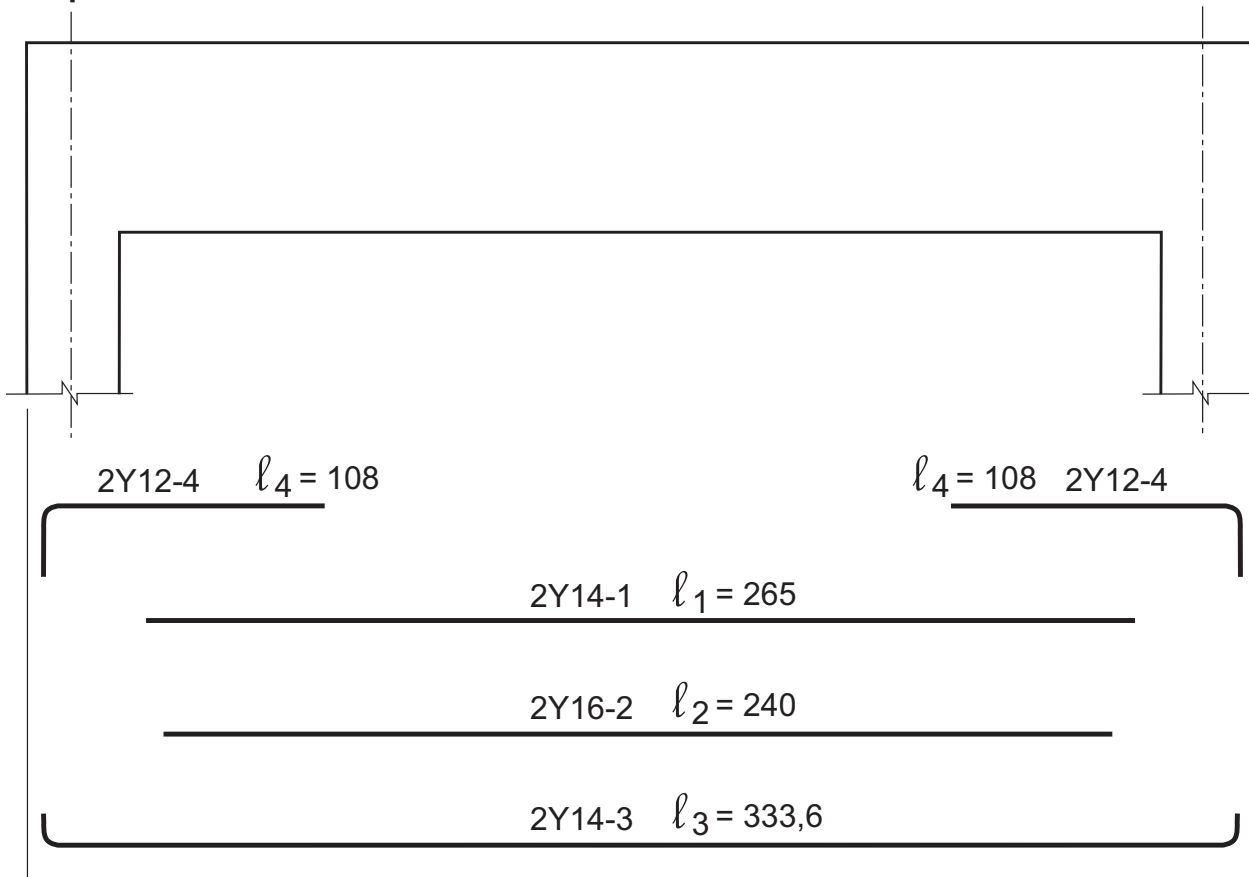 2Y12-4 ℓ4 = 108 ℓ4 = 108 2Y12-4
2Y14-1 ℓ1 = 265
2Y16-2 ℓ2 = 240
2Y14-3 ℓ3 = 333,6